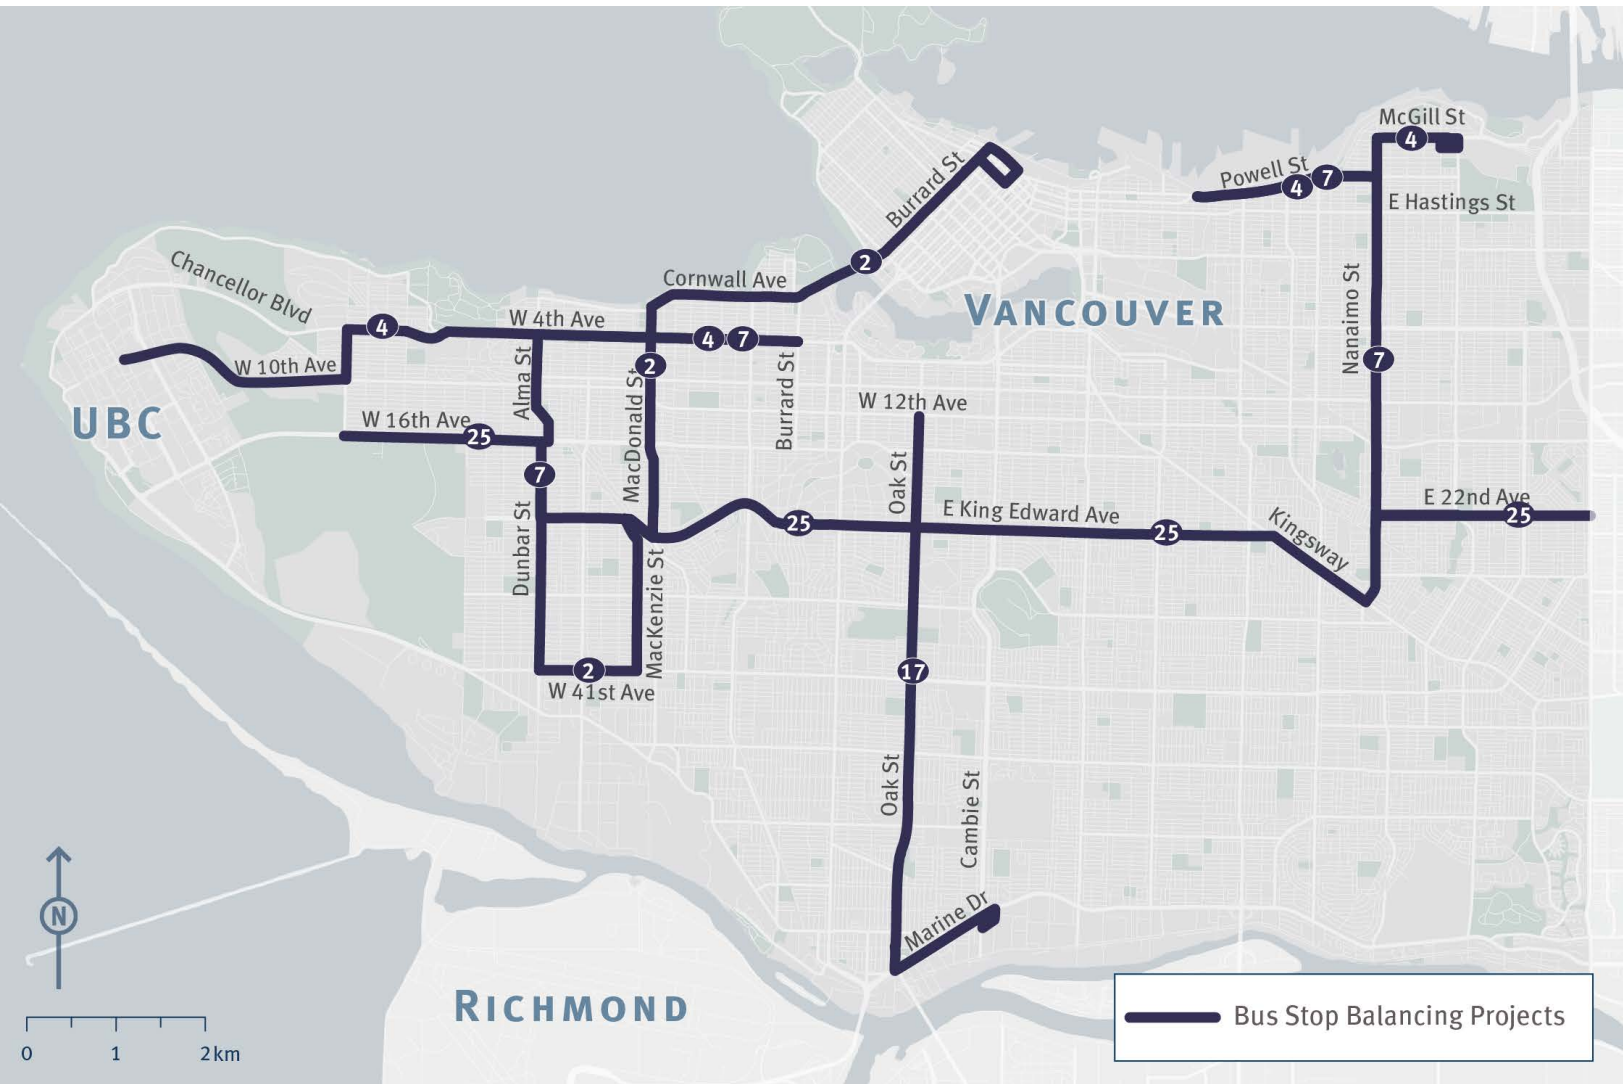 McGill St
4
Burrard St
Powell St
7
4
E Hastings St
Chancellor Blvd
2
Cornwall Ave
VANCOUVER
Nanaimo St
W 4th Ave
4
4
7
W 10th Ave
Alma St
2
MacDonald St
Burrard St
7
UBC
W 16th Ave
25
W 12th Ave
7
Oak St
E 22nd Ave
25
Dunbar St
25
E King Edward Ave
25
Kingsway
MacKenzie St
2
W 41st Ave
17
Oak St
Cambie St
Marine Dr
N
RICHMOND
Bus Stop Balancing Projects
0 1 2km